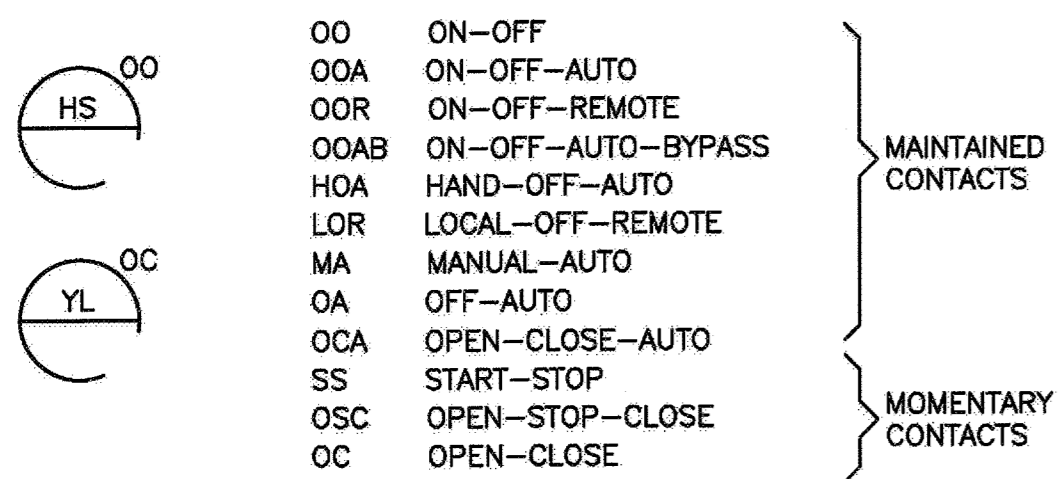 OO
HS
OC
YL
OO ON-OFF
OOA ON-OFF-AUTO
OOR ON-OFF-REMOTE
OOAB ON-OFF-AUTO-BYPASS
HOA HAND-OFF-AUTO
LOR LOCAL-OFF-REMOTE
MA MANUAL-AUTO
OA OFF-AUTO
OCA OPEN-CLOSE-AUTO
SS START-STOP
OSC OPEN-STOP-CLOSE
OC OPEN-CLOSE
MAINTAINED
CONTACTS
MOMENTARY
CONTACTS